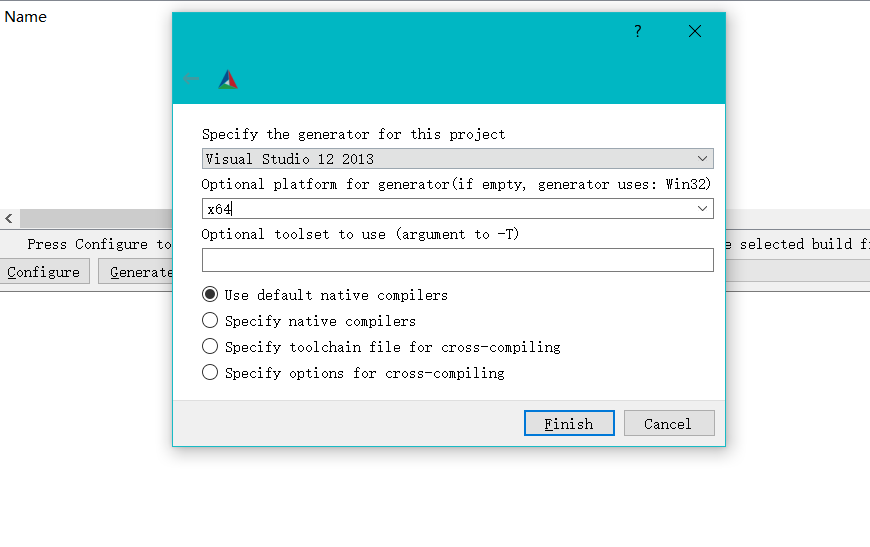 Name
?
Specify the generator for this project
Visual Studio 12 2013
Optional platform for generator(if empty, generator uses: Win32)
x64
Optional toolset to use (argument to -T)
Press Configure to
e selected build f
Configure
Generate
Use default native compilers
Specify native compilers
Specify toolchain file for cross-compiling
Specify options for cross-compiling
Finish
Cancel